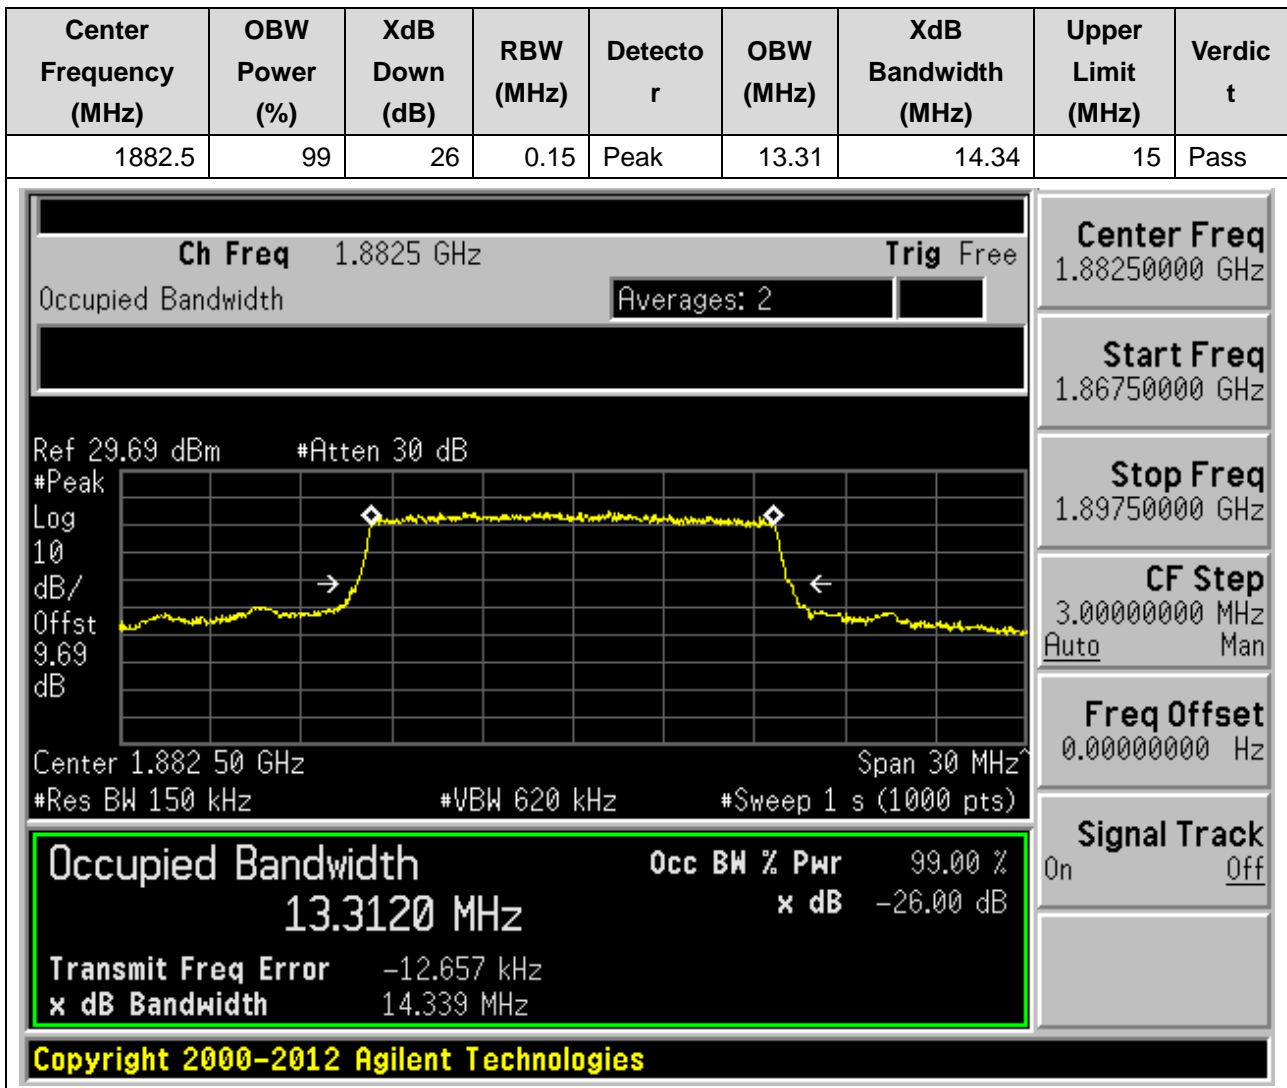 Center Frequency (MHz) OBW Power (%) XdB Down (dB) RBW (MHz) Detector OBW (MHz) XdB Bandwidth (MHz) Upper Limit (MHz) Verdict
1882.5 99 26 0.15 Peak 13.31 14.34 15 Pass
Ch Freq 1.8825 GHz Trig Free
Occupied Bandwidth Averages: 2
Ref 29.69 dBm #Atten 30 dB
#Peak
Log
10
dB/
Offst
9.69
dB
Center 1.882 50 GHz Span 30 MHz^
#Res BW 150 kHz #VBW 620 kHz #Sweep 1 s (1000 pts)
Occupied Bandwidth
13.3120 MHz
Occ BW % Pwr 99.00 %
x dB -26.00 dB
Transmit Freq Error -12.657 kHz
x dB Bandwidth 14.339 MHz
Center Freq
1.88250000 GHz
Start Freq
1.86750000 GHz
Stop Freq
1.89750000 GHz
CF Step
3.00000000 MHz
Auto Man
Freq Offset
0.00000000 Hz
Signal Track
On Off
Copyright 2000-2012 Agilent Technologies